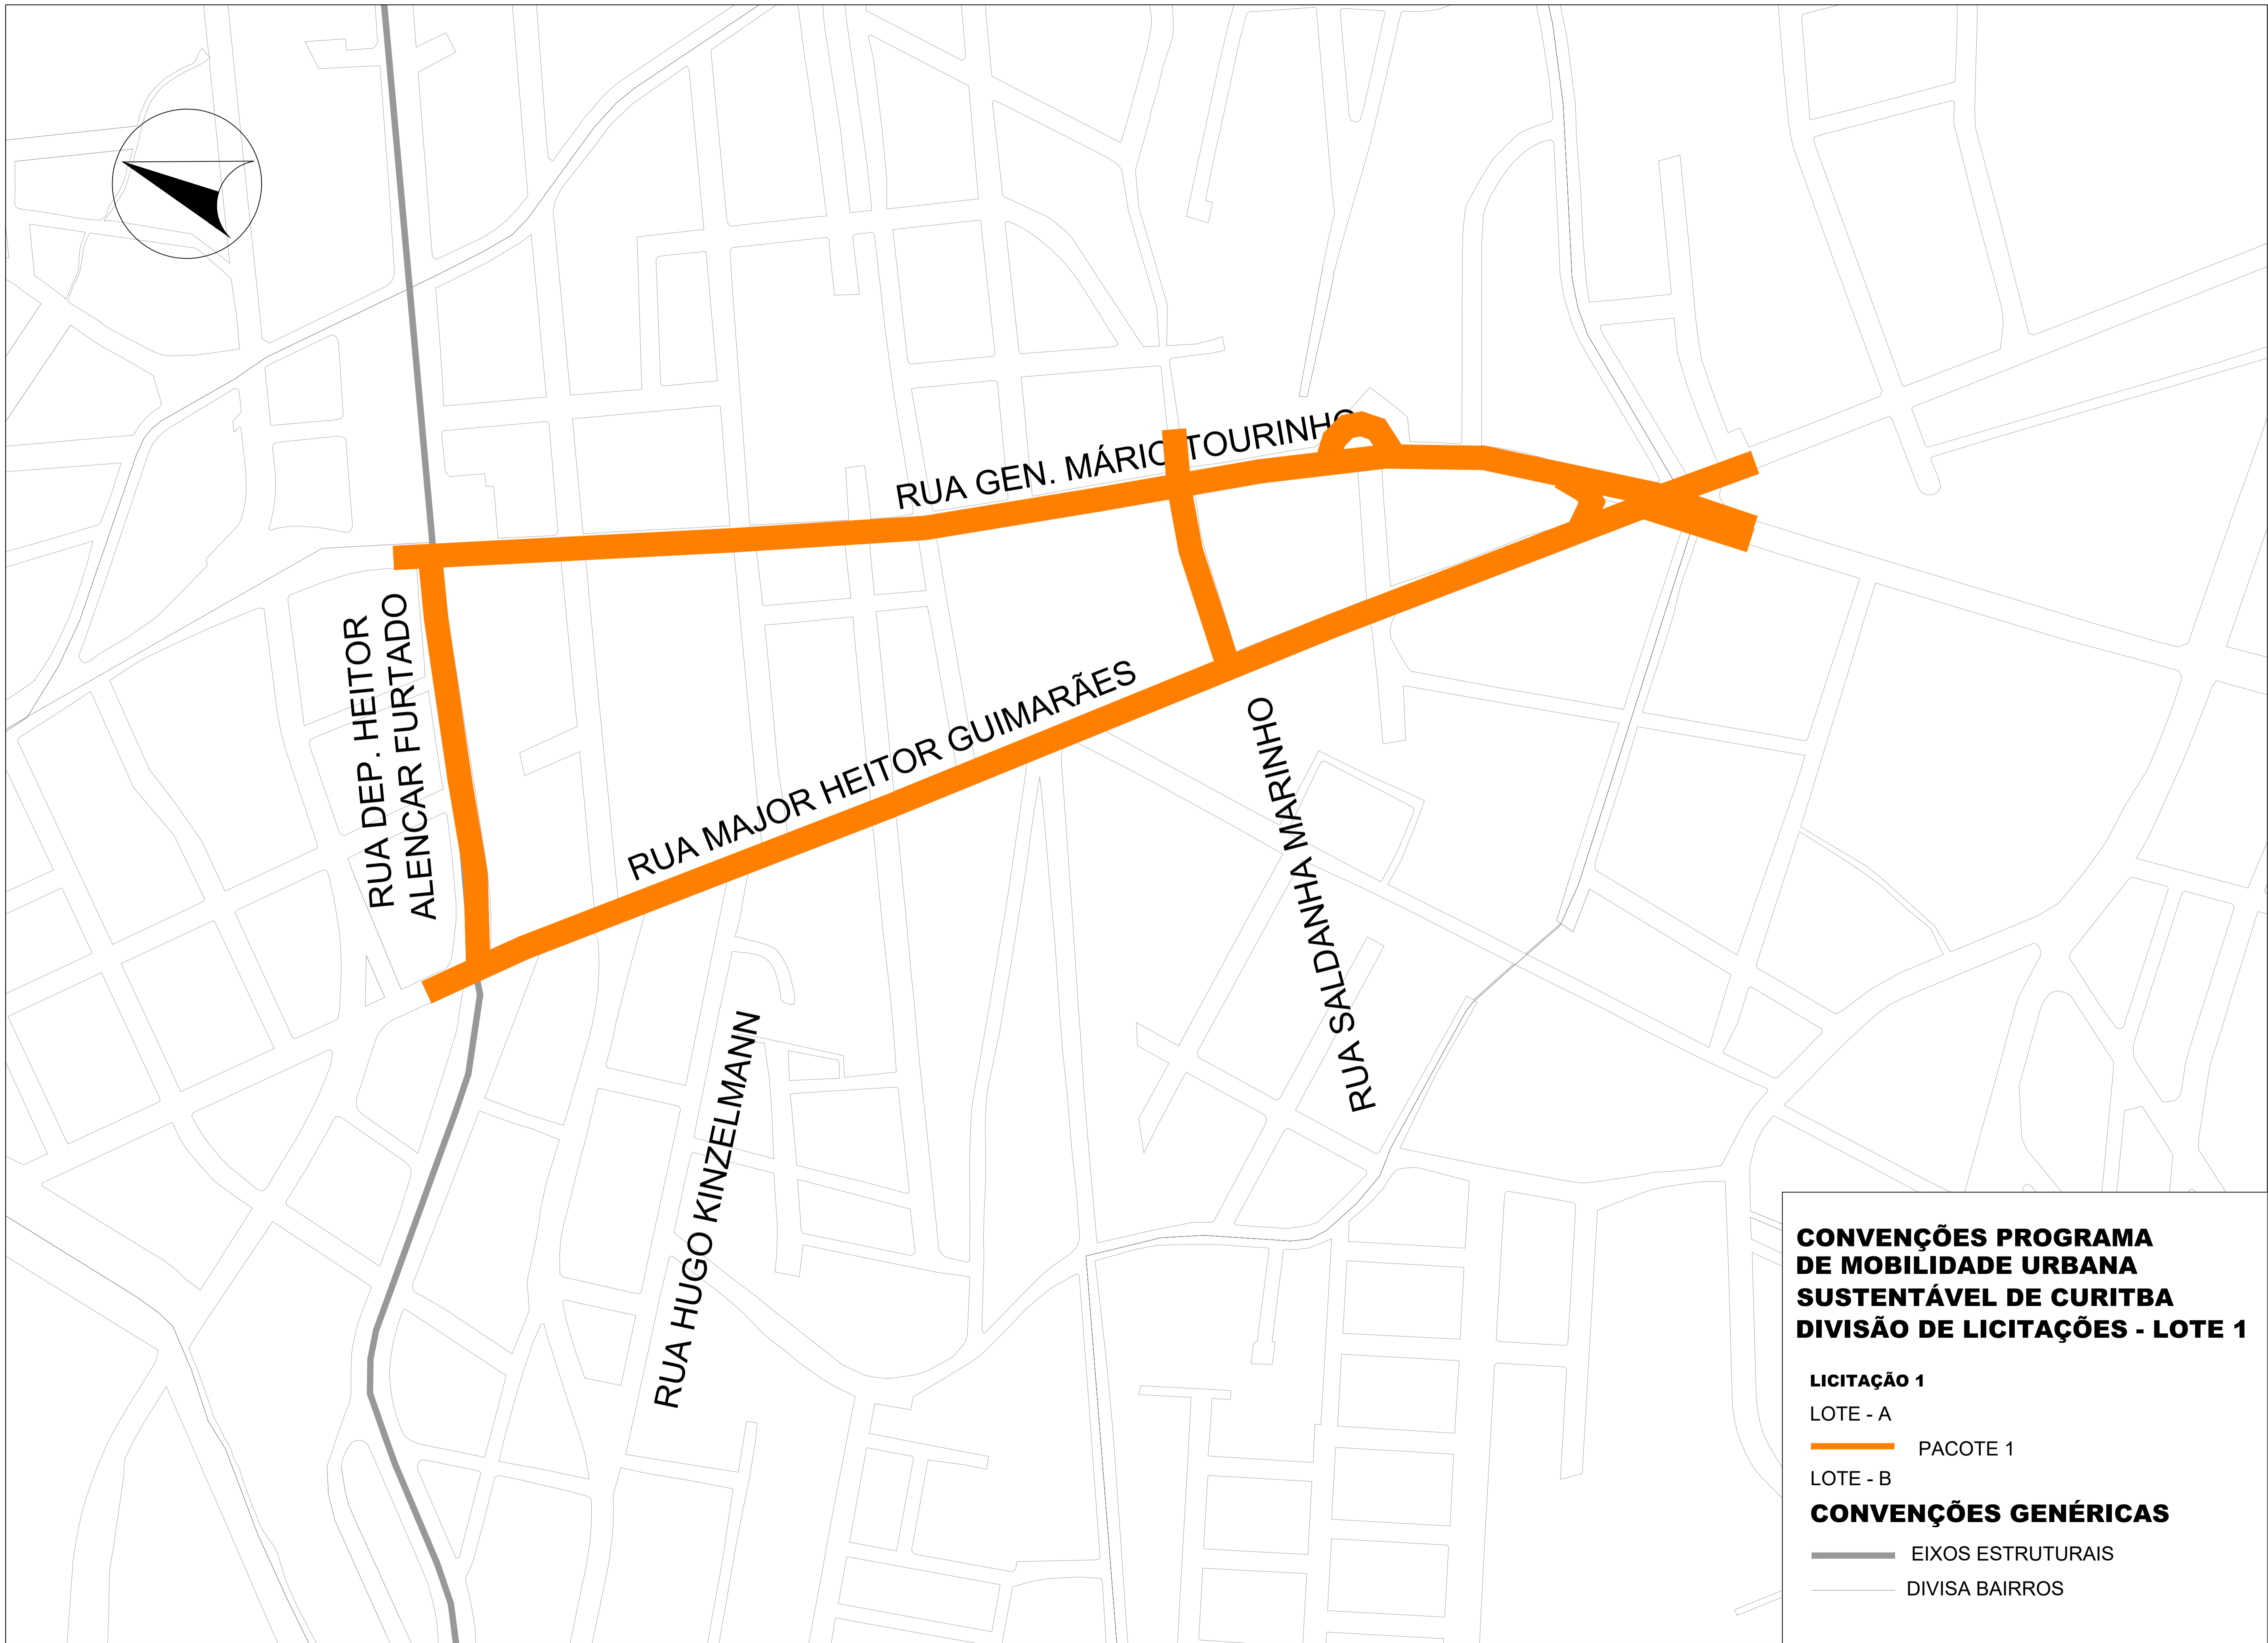 RUA GEN. MÁRIO TOURINHO
RUA DEP. HEITOR
ALENCAR FURTADO
RUA MAJOR HEITOR GUIMARÃES
RUA SALDANHA MARINHO
RUA HUGO KINZELMANN
CONVENÇÕES PROGRAMA
DE MOBILIDADE URBANA
SUSTENTÁVEL DE CURITBA
DIVISÃO DE LICITAÇÕES - LOTE 1
LICITAÇÃO 1
LOTE - A
PACOTE 1
LOTE - B
CONVENÇÕES GENÉRICAS
EIXOS ESTRUTURAIS
DIVISA BAIRROS